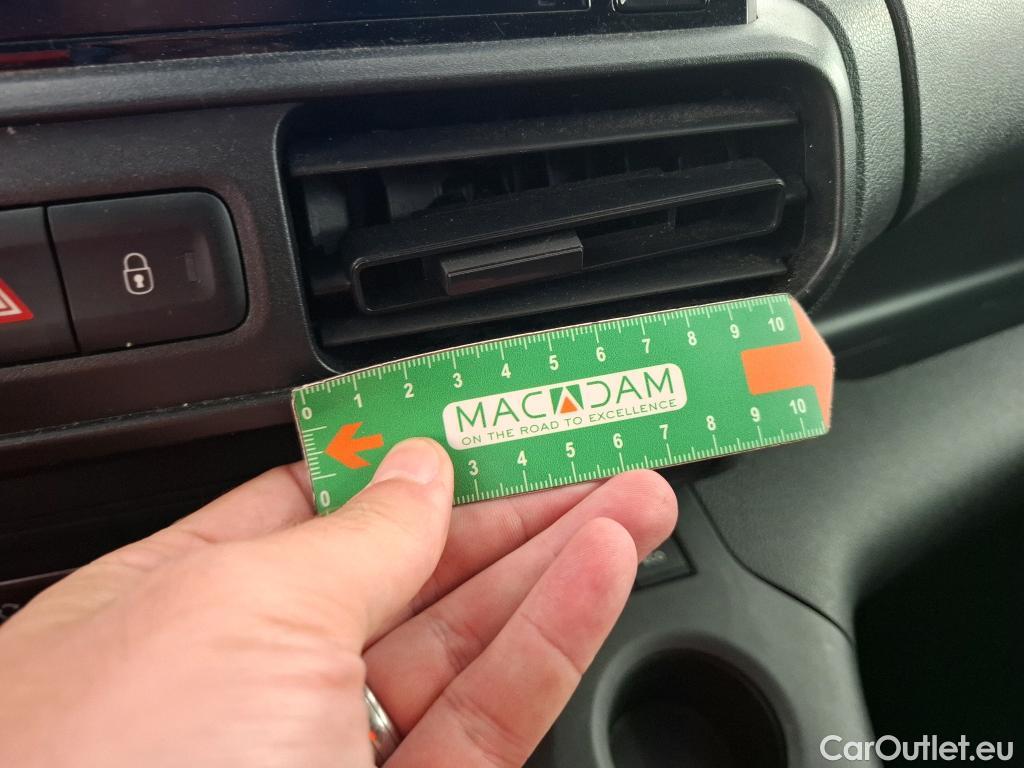 0 1 2 3 4 5 6 7 8 9 10
MACADAM
ON THE ROAD TO EXCELLENCE
0 3 4 5 6 7 8 9 10
CarOutlet.eu